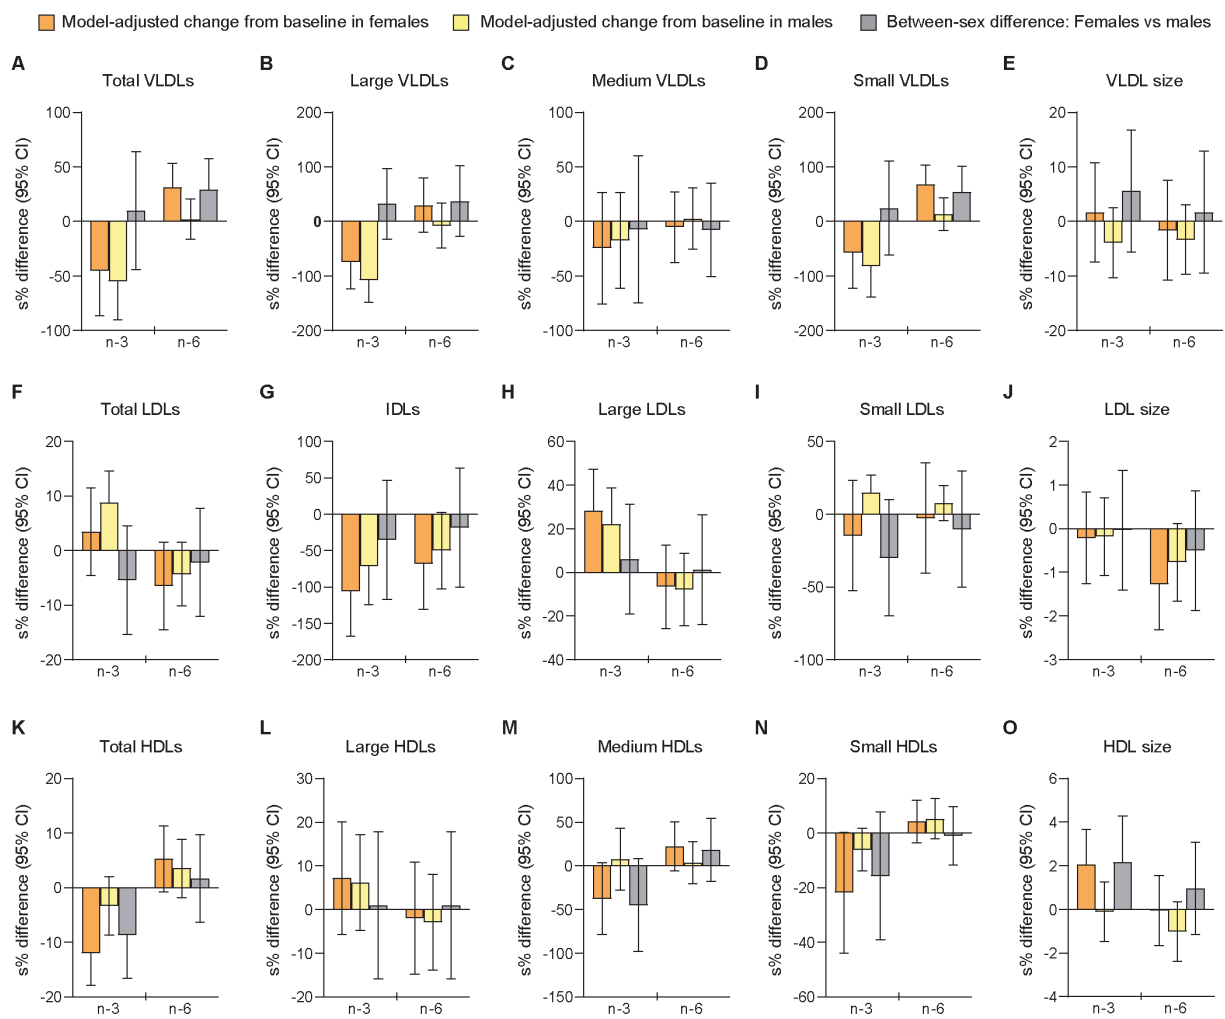 Model-adjusted change from baseline in females Model-adjusted change from baseline in males Between-sex difference: Females vs males
A B C D E
Total VLDLs Large VLDLs Medium VLDLs Small VLDLs VLDL size
s% difference (95% CI) s% difference (95% CI) s% difference (95% CI) s% difference (95% CI) s% difference (95% CI)
100 200 100 200 20
50 100 50 100 10
0 0 0 0 0
-50 -100 -50 -100 -10
-100 -200 -100 -200 -20
n-3 n-6 n-3 n-6 n-3 n-6 n-3 n-6 n-3 n-6
F G H I J
Total LDLs IDLs Large LDLs Small LDLs LDL size
s% difference (95% CI) s% difference (95% CI) s% difference (95% CI) s% difference (95% CI) s% difference (95% CI)
20 10 0 -10 -20
100 50 0 -50 -100 -150 -200
60 40 20 0 -20 -40
50 0 -50 -100
2 1 0 -1 -2 -3
n-3 n-6 n-3 n-6 n-3 n-6 n-3 n-6 n-3 n-6
K L M N O
Total HDLs Large HDLs Medium HDLs Small HDLs HDL size
s% difference (95% CI) s% difference (95% CI) s% difference (95% CI) s% difference (95% CI) s% difference (95% CI)
20 10 0 -10 -20
30 20 10 0 -10 -20
100 50 0 -50 -100 -150
20 0 -20 -40 -60
6 4 2 0 -2 -4
n-3 n-6 n-3 n-6 n-3 n-6 n-3 n-6 n-3 n-6